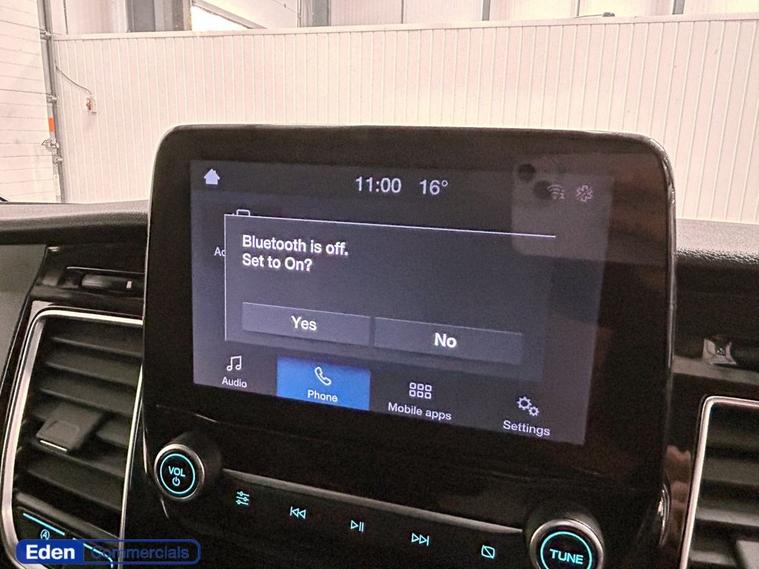 11:00 16°
Bluetooth is off.
Set to On?
Yes No
Audio
Phone
Mobile apps
Settings
VOL
TUNE
Eden Commercials